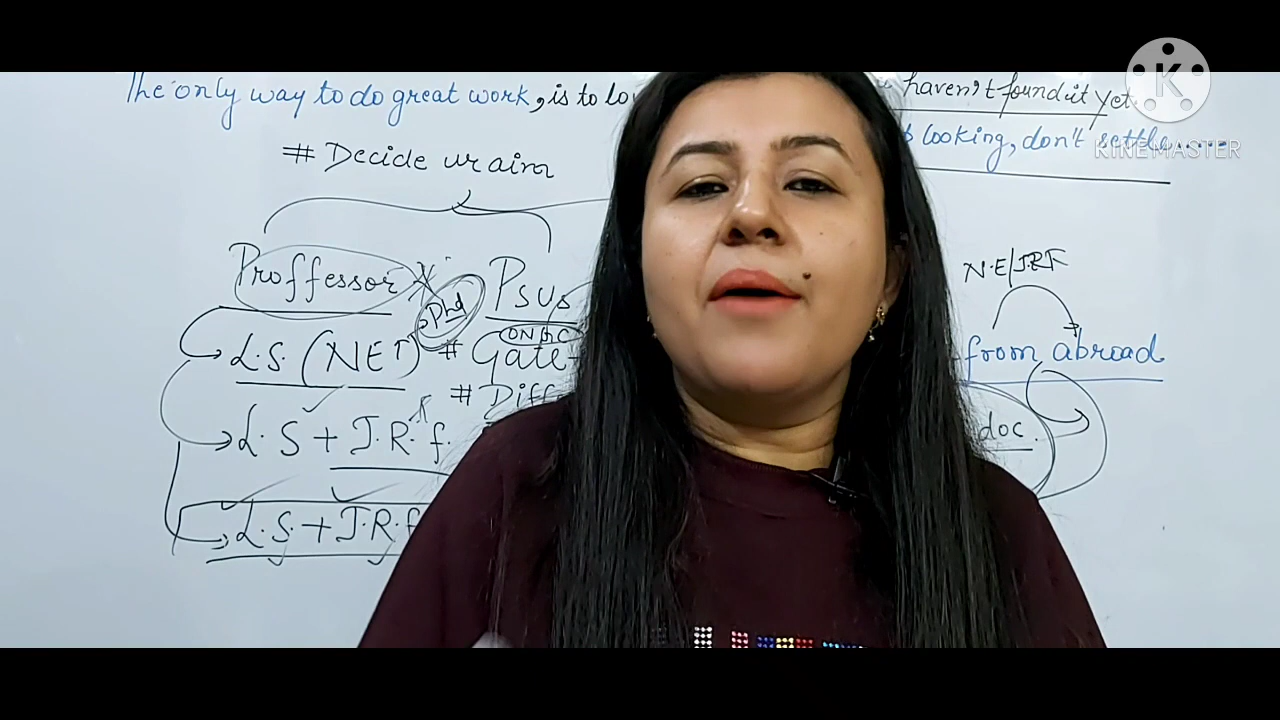 The only way to do great work, is to lo haven't found it yet.
looking, don't settle.....
# Decide ur aim
Proffessor
Psus
N.E/J.R.F
Phd
ONGC
L.S. (NET)
# Gate
from abroad
# Diff
L.S + J.R.f.
doc.
L.S. + J.R.f
K
KINEMASTER